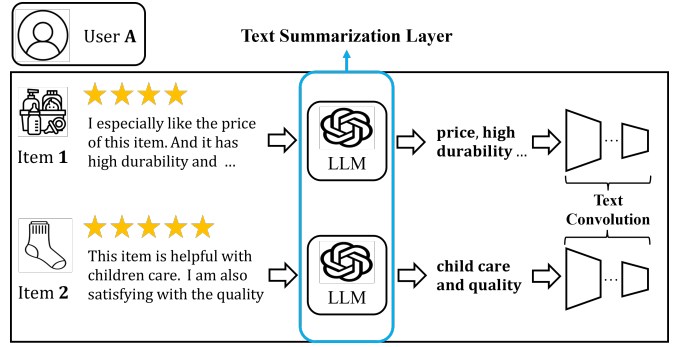 User A
Text Summarization Layer
I especially like the price
of this item. And it has
high durability and ...
Item 1
LLM
price, high
durability ...
...
Text
Convolution
This item is helpful with
children care. I am also
satisfying with the quality
Item 2
LLM
child care
and quality
...